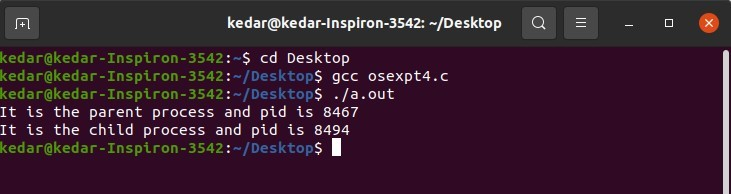 kedar@kedar-Inspiron-3542: ~/Desktop
kedar@kedar-Inspiron-3542:~$ cd Desktop
kedar@kedar-Inspiron-3542:~/Desktop$ gcc osexpt4.c
kedar@kedar-Inspiron-3542:~/Desktop$ ./a.out
It is the parent process and pid is 8467
It is the child process and pid is 8494
kedar@kedar-Inspiron-3542:~/Desktop$